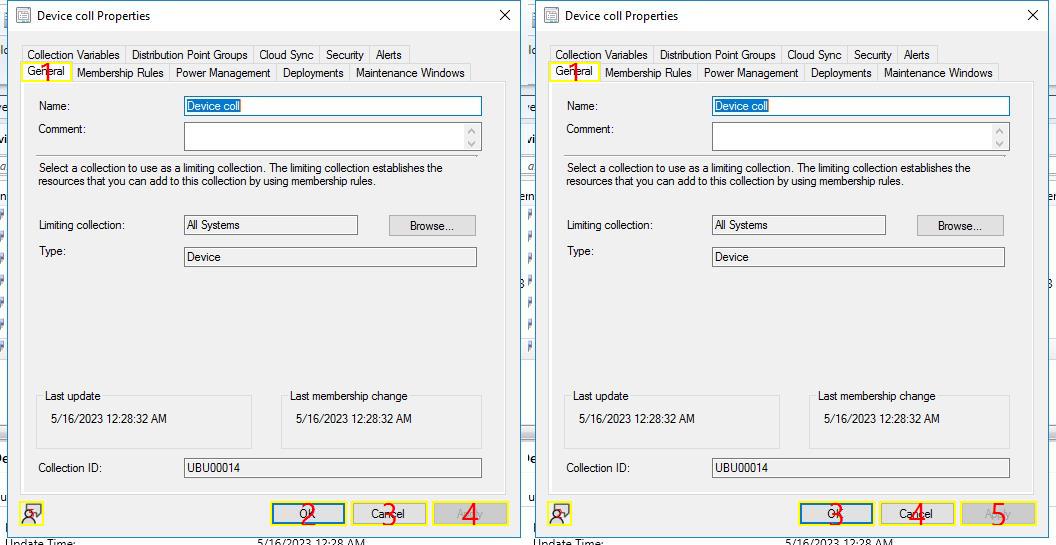 Device coll Properties
Collection Variables Distribution Point Groups Cloud Sync Security Alerts
General Membership Rules Power Management Deployments Maintenance Windows
1
Name: Device coll
Comment:
Select a collection to use as a limiting collection. The limiting collection establishes the
resources that you can add to this collection by using membership rules.
Limiting collection: All Systems Browse...
Type: Device
Last update Last membership change
5/16/2023 12:28:32 AM 5/16/2023 12:28:32 AM
Collection ID: UBU00014
5 OK 2 Cancel 3 Apply 4
Update Time: 5/16/2023 12:28 AM
Device coll Properties
Collection Variables Distribution Point Groups Cloud Sync Security Alerts
General Membership Rules Power Management Deployments Maintenance Windows
1
Name: Device coll
Comment:
Select a collection to use as a limiting collection. The limiting collection establishes the
resources that you can add to this collection by using membership rules.
Limiting collection: All Systems Browse...
Type: Device
Last update Last membership change
5/16/2023 12:28:32 AM 5/16/2023 12:28:32 AM
Collection ID: UBU00014
2 OK 3 Cancel 4 Apply 5
Update Time: 5/16/2023 12:28 AM